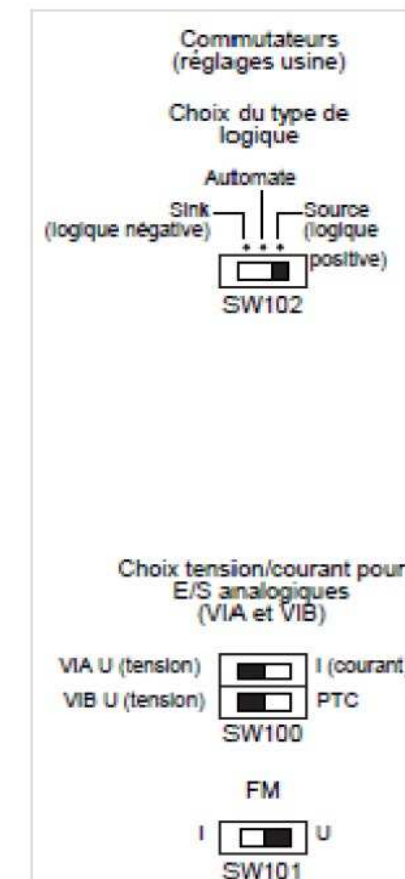 Commutateurs
(réglages usine)
Choix du type de
logique
Automate
Sink
(logique négative)
Source
(logique
positive)
SW102
Choix tension/courant pour
E/S analogiques
(VIA et VIB)
VIA U (tension)
I (courant)
VIB U (tension)
PTC
SW100
FM
I
U
SW101